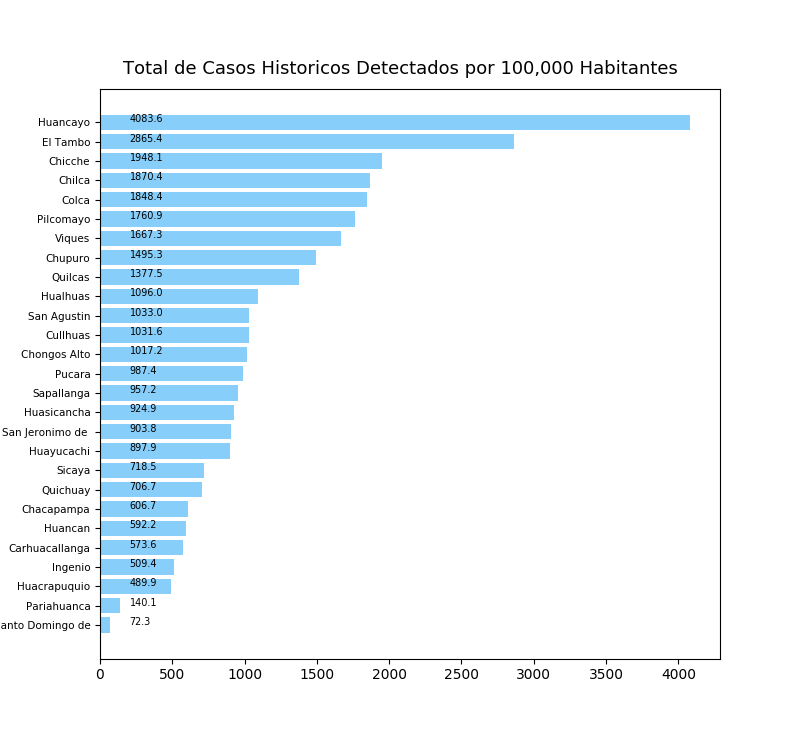 Total de Casos Historicos Detectados por 100,000 Habitantes
Huancayo 4083.6
El Tambo 2865.4
Chicche 1948.1
Chilca 1870.4
Colca 1848.4
Pilcomayo 1760.9
Viques 1667.3
Chupuro 1495.3
Quilcas 1377.5
Hualhuas 1096.0
San Agustin 1033.0
Cullhuas 1031.6
Chongos Alto 1017.2
Pucara 987.4
Sapallanga 957.2
Huasicancha 924.9
San Jeronimo de 903.8
Huayucachi 897.9
Sicaya 718.5
Quichuay 706.7
Chacapampa 606.7
Huancan 592.2
Carhuacallanga 573.6
Ingenio 509.4
Huacrapuquio 489.9
Pariahuanca 140.1
anto Domingo de 72.3
0 500 1000 1500 2000 2500 3000 3500 4000